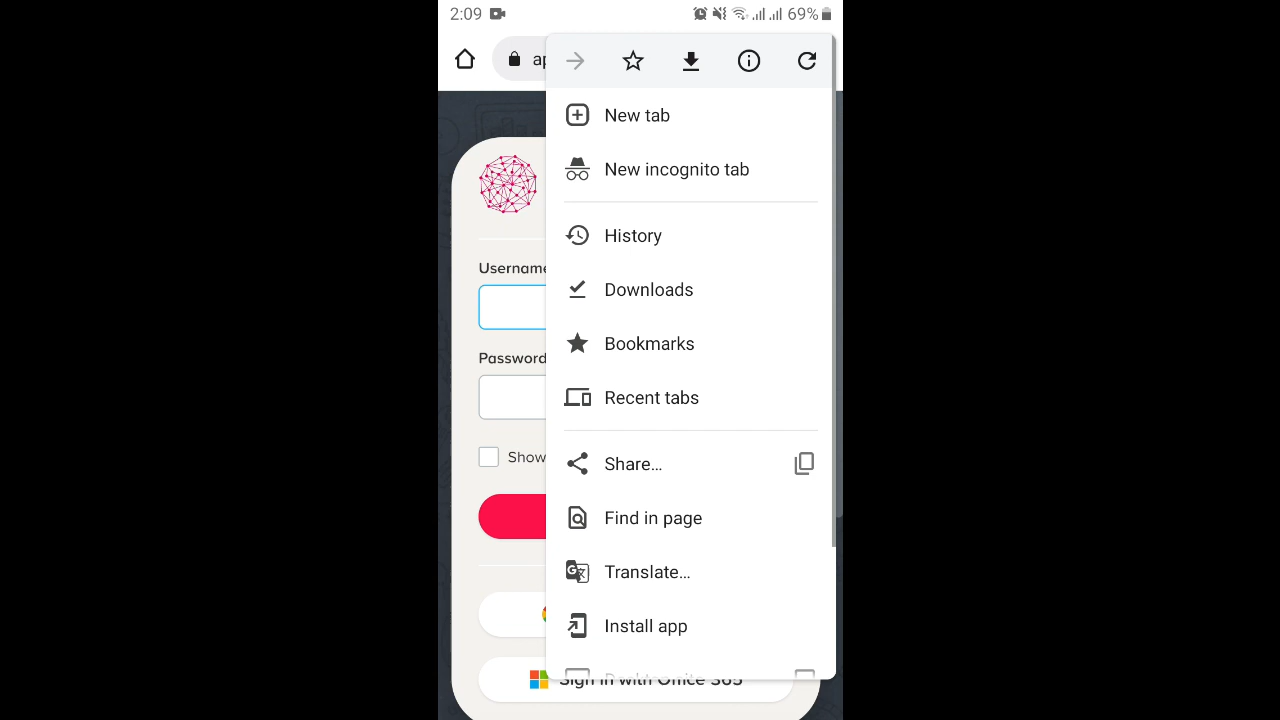 2:09
69%
New tab
New incognito tab
History
Downloads
Bookmarks
Recent tabs
Share...
Find in page
Translate...
Install app
Username
Password
Show
Sign in with Office 365